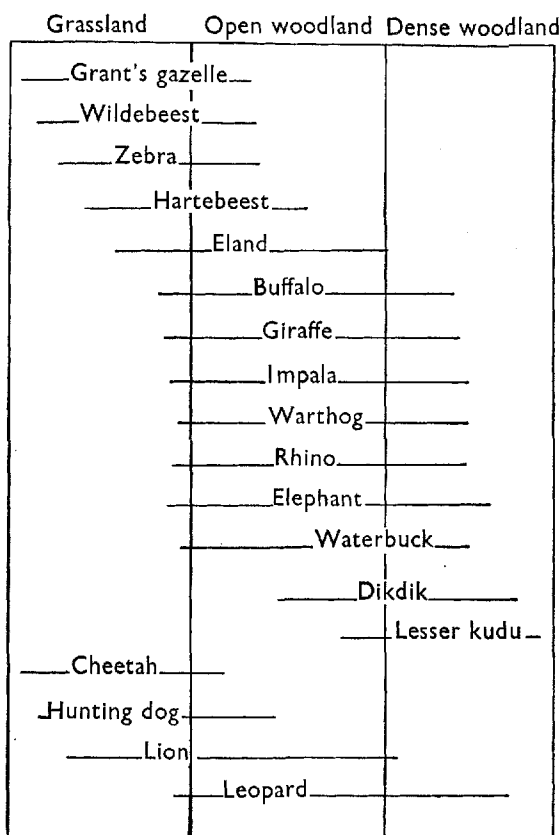 Grassland Open woodland Dense woodland
Grant's gazelle
Wildebeest
Zebra
Hartebeest
Eland
Buffalo
Giraffe
Impala
Warthog
Rhino
Elephant
Waterbuck
Dikdik
Lesser kudu
Cheetah
Hunting dog
Lion
Leopard